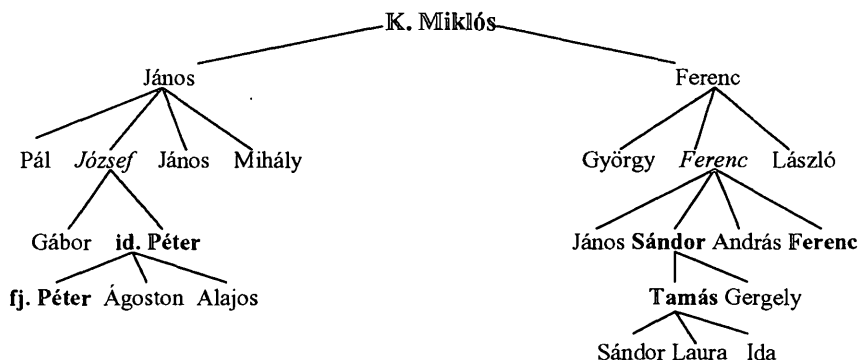 K. Miklós
János Ferenc
Pál József János Mihály György Ferenc László
Gábor id. Péter János Sándor András Ferenc
fj. Péter Ágoston Alajos Tamás Gergely
Sándor Laura Ida